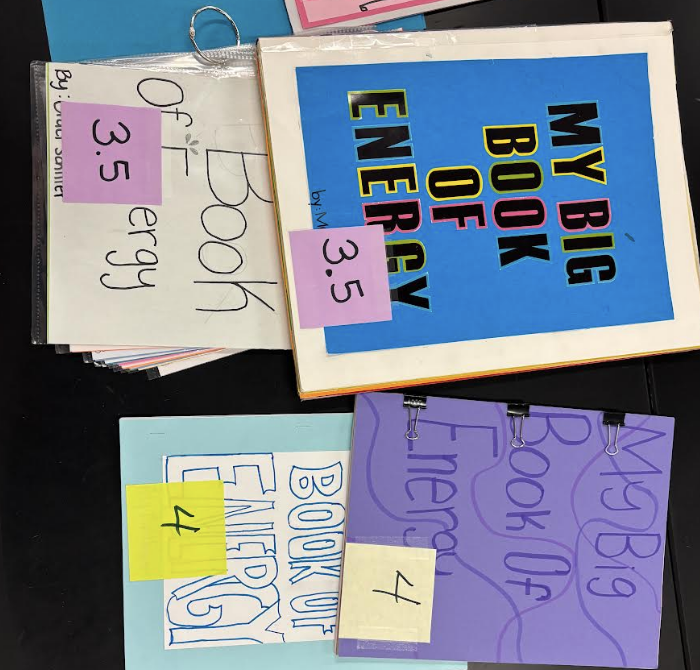 Book
Of E ergy
By:
3.5
MY BIG
BOOK
OF
ENERGY
by M
3.5
BOOK OF
ENERGY
4
My Big
Book Of
Energy
4